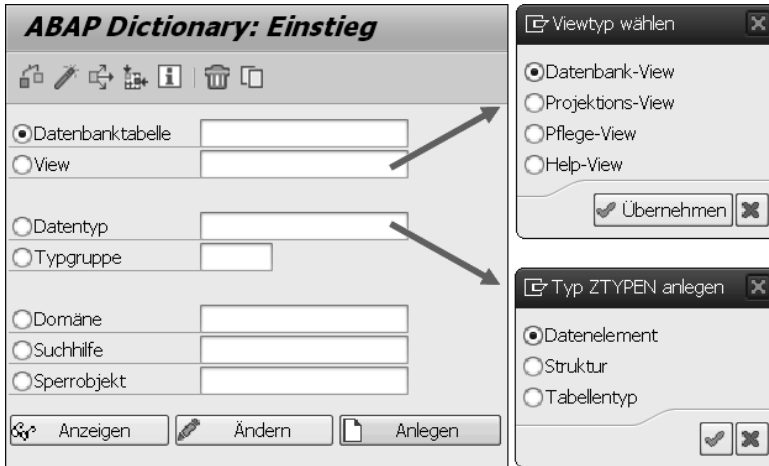 ABAP Dictionary: Einstieg
Datenbanktabelle
View
Datentyp
Typgruppe
Domäne
Suchhilfe
Sperrobjekt
Anzeigen
Ändern
Anlegen
Viewtyp wählen
Datenbank-View
Projektions-View
Pflege-View
Help-View
Übernehmen
Typ ZTYPEN anlegen
Datenelement
Struktur
Tabellentyp